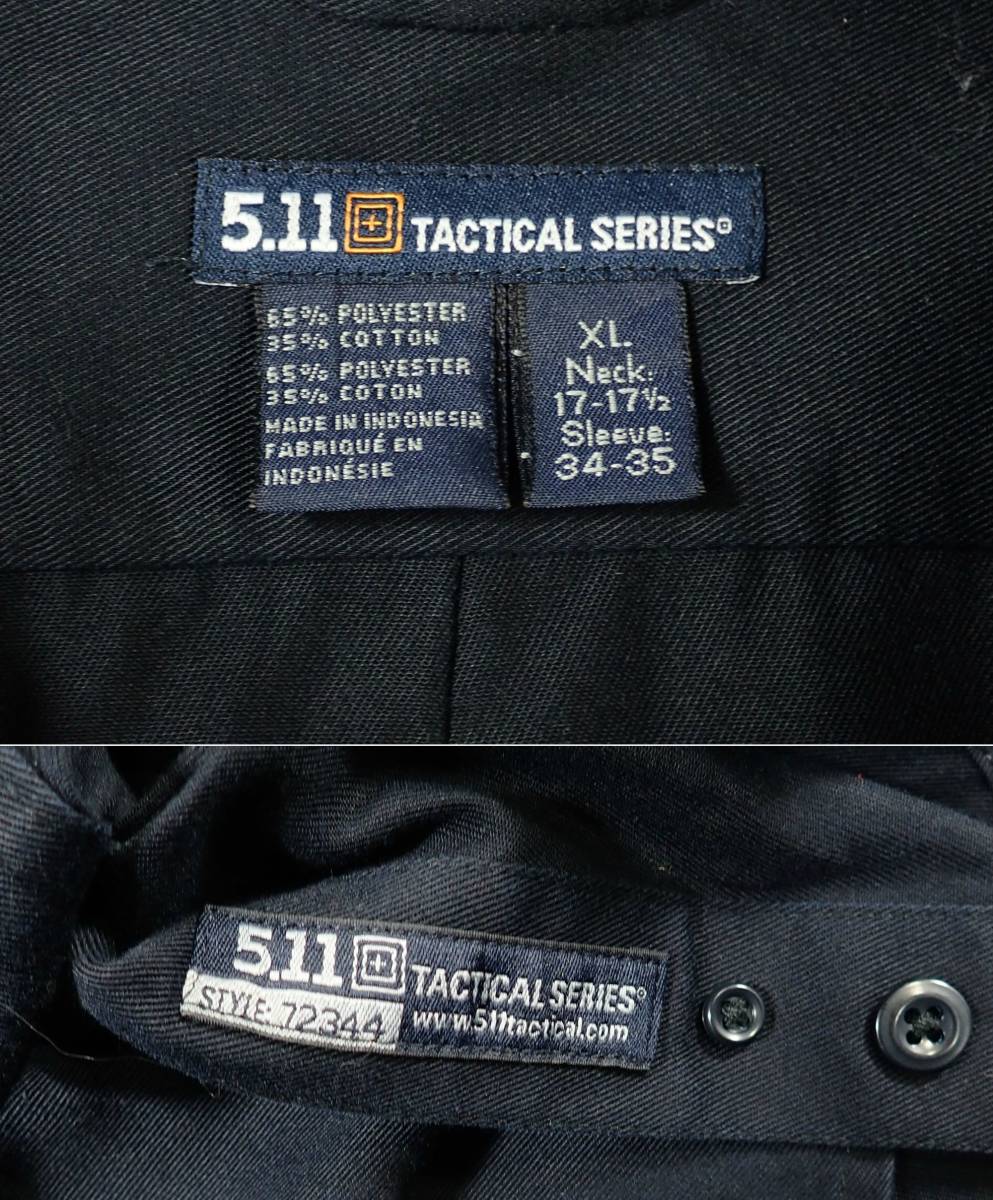 5.11 TACTICAL SERIES®
65% POLYESTER
35% COTTON
65% POLYESTER
35% COTON
MADE IN INDONESIA
FABRIQUÉ EN
INDONÉSIE
XL
Neck:
17-17½
Sleeve:
34-35
5.11 TACTICAL SERIES®
STYLE: 72344
www.511tactical.com